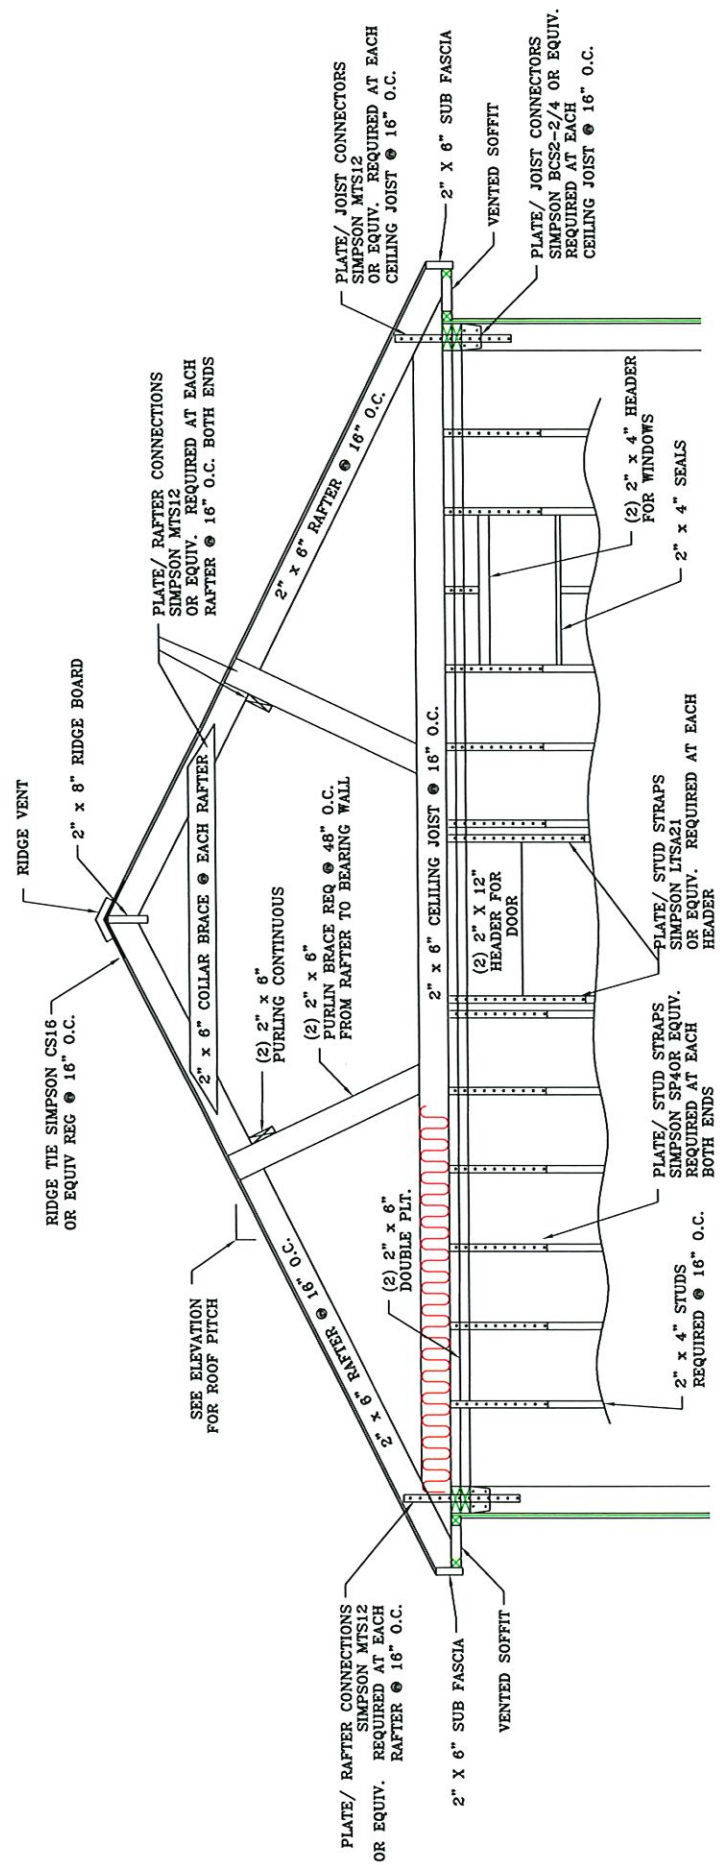 RIDGE VENT
2" x 8" RIDGE BOARD
RIDGE TIE SIMPSON CS16
OR EQUIV REG @ 16" O.C.
PLATE/ RAFTER CONNECTIONS
SIMPSON MTS12
OR EQUIV. REQUIRED AT EACH
RAFTER @ 16" O.C. BOTH ENDS
2" x 6" COLLAR BRACE @ EACH RAFTER
SEE ELEVATION
FOR ROOF PITCH
(2) 2" x 6"
PURLING CONTINUOUS
(2) 2" x 6"
PURLIN BRACE REQ @ 48" O.C.
FROM RAFTER TO BEARING WALL
2" x 6" RAFTER @ 16" O.C.
2" x 6" RAFTER @ 16" O.C.
PLATE/ JOIST CONNECTORS
SIMPSON MTS12
OR EQUIV. REQUIRED AT EACH
CEILING JOIST @ 16" O.C.
2" X 6" SUB FASCIA
VENTED SOFFIT
PLATE/ JOIST CONNECTORS
SIMPSON BCS2-2/4 OR EQUIV.
REQUIRED AT EACH
CEILING JOIST @ 16" O.C.
PLATE/ RAFTER CONNECTIONS
SIMPSON MTS12
OR EQUIV. REQUIRED AT EACH
RAFTER @ 16" O.C.
2" X 6" SUB FASCIA
VENTED SOFFIT
(2) 2" x 6"
DOUBLE PLT.
2" x 6" CELILING JOIST @ 16" O.C.
(2) 2" X 12"
HEADER FOR
DOOR
(2) 2" x 4" HEADER
FOR WINDOWS
2" x 4" SEALS
2" x 4" STUDS
REQUIRED @ 16" O.C.
PLATE/ STUD STRAPS
SIMPSON SP4OR EQUIV.
REQUIRED AT EACH
BOTH ENDS
PLATE/ STUD STRAPS
SIMPSON LTSA21
OR EQUIV. REQUIRED AT EACH
HEADER